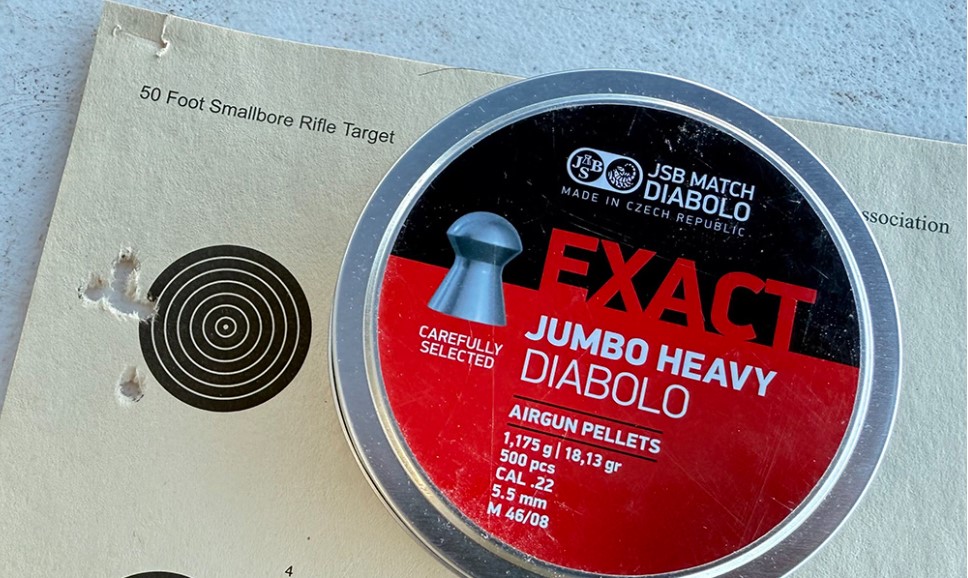 50 Foot Smallbore Rifle Target
ssociation
JSB
JSB MATCH
DIABOLO
MADE IN CZECH REPUBLIC
EXACT
CAREFULLY
SELECTED
JUMBO HEAVY
DIABOLO
AIRGUN PELLETS
1,175 g | 18,13 gr
500 pcs
CAL .22
5.5 mm
M 46/08
4